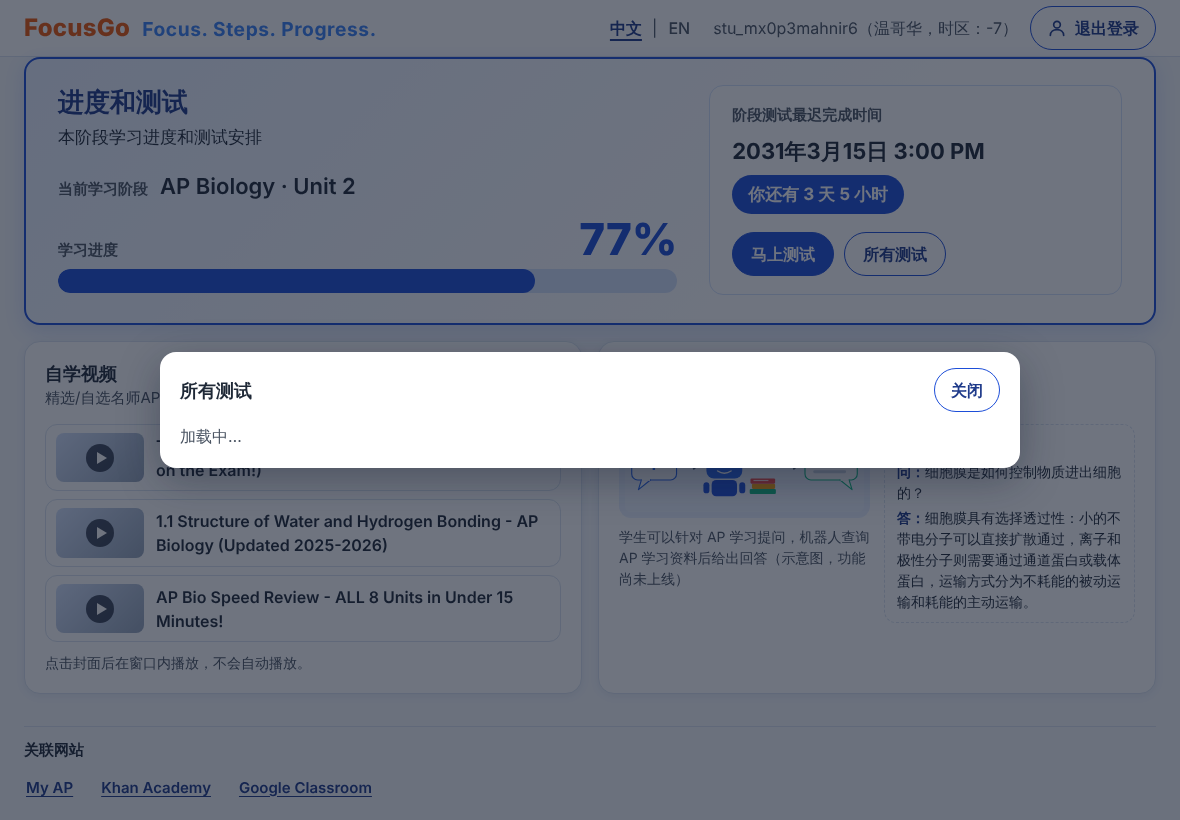 FocusGo Focus. Steps. Progress.
中文 | EN stu_mx0p3mahnir6（温哥华，时区：-7） 退出登录
进度和测试
本阶段学习进度和测试安排
当前学习阶段 AP Biology · Unit 2
学习进度 77%
阶段测试最迟完成时间
2031年3月15日 3:00 PM
你还有 3 天 5 小时
马上测试 所有测试
所有测试
关闭
加载中...
自学视频
精选/自选名师AP
on the Exam!)
1.1 Structure of Water and Hydrogen Bonding - AP
Biology (Updated 2025-2026)
AP Bio Speed Review - ALL 8 Units in Under 15
Minutes!
点击封面后在窗口内播放，不会自动播放。
学生可以针对 AP 学习提问，机器人查询
AP 学习资料后给出回答（示意图，功能
尚未上线）
问：细胞膜是如何控制物质进出细胞
的？
答：细胞膜具有选择透过性：小的不
带电分子可以直接扩散通过，离子和
极性分子则需要通过通道蛋白或载体
蛋白，运输方式分为不耗能的被动运
输和耗能的主动运输。
关联网站
My AP Khan Academy Google Classroom